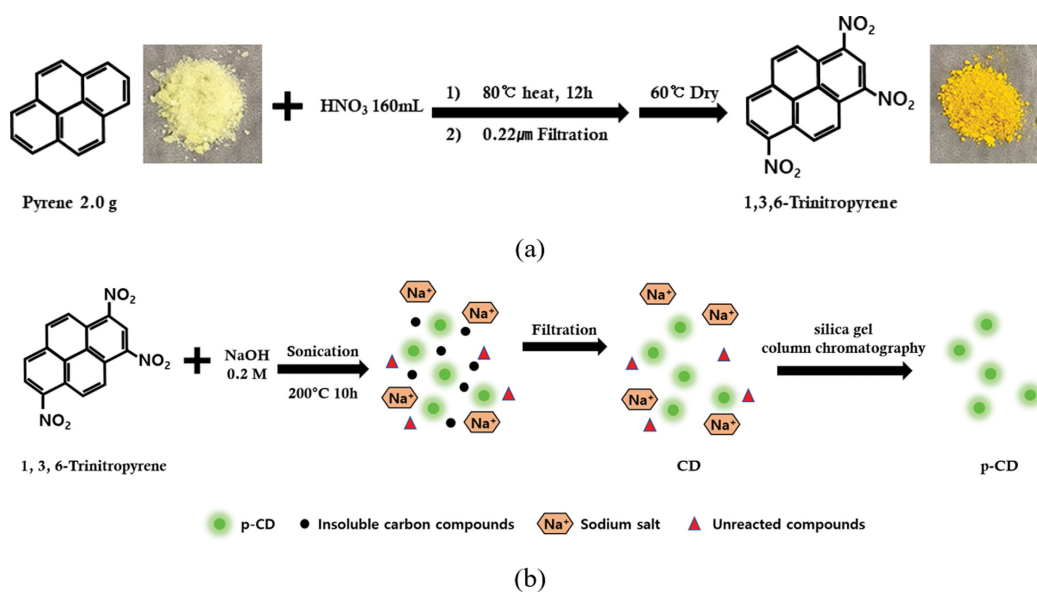 NO₂
Pyrene 2.0 g
+
HNO₃ 160mL
1) 80℃ heat, 12h
2) 0.22㎛ Filtration
60℃ Dry
NO₂
NO₂
1,3,6-Trinitropyrene
(a)
NO₂
NO₂
NO₂
1, 3, 6-Trinitropyrene
+
NaOH
0.2 M
Sonication
200°C 10h
Na⁺
Na⁺
Na⁺
Na⁺
Filtration
Na⁺
Na⁺
Na⁺
Na⁺
CD
silica gel
column chromatography
p-CD
p-CD
Insoluble carbon compounds
Na⁺
Sodium salt
Unreacted compounds
(b)